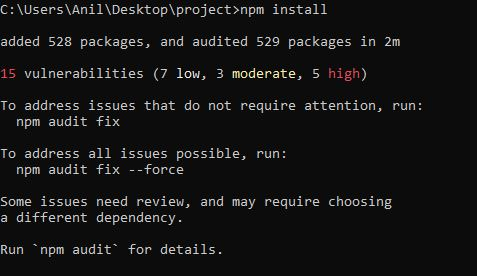 C:\Users\Anil\Desktop\project>npm install
added 528 packages, and audited 529 packages in 2m
15 vulnerabilities (7 low, 3 moderate, 5 high)
To address issues that do not require attention, run:
  npm audit fix
To address all issues possible, run:
  npm audit fix --force
Some issues need review, and may require choosing
a different dependency.
Run `npm audit` for details.